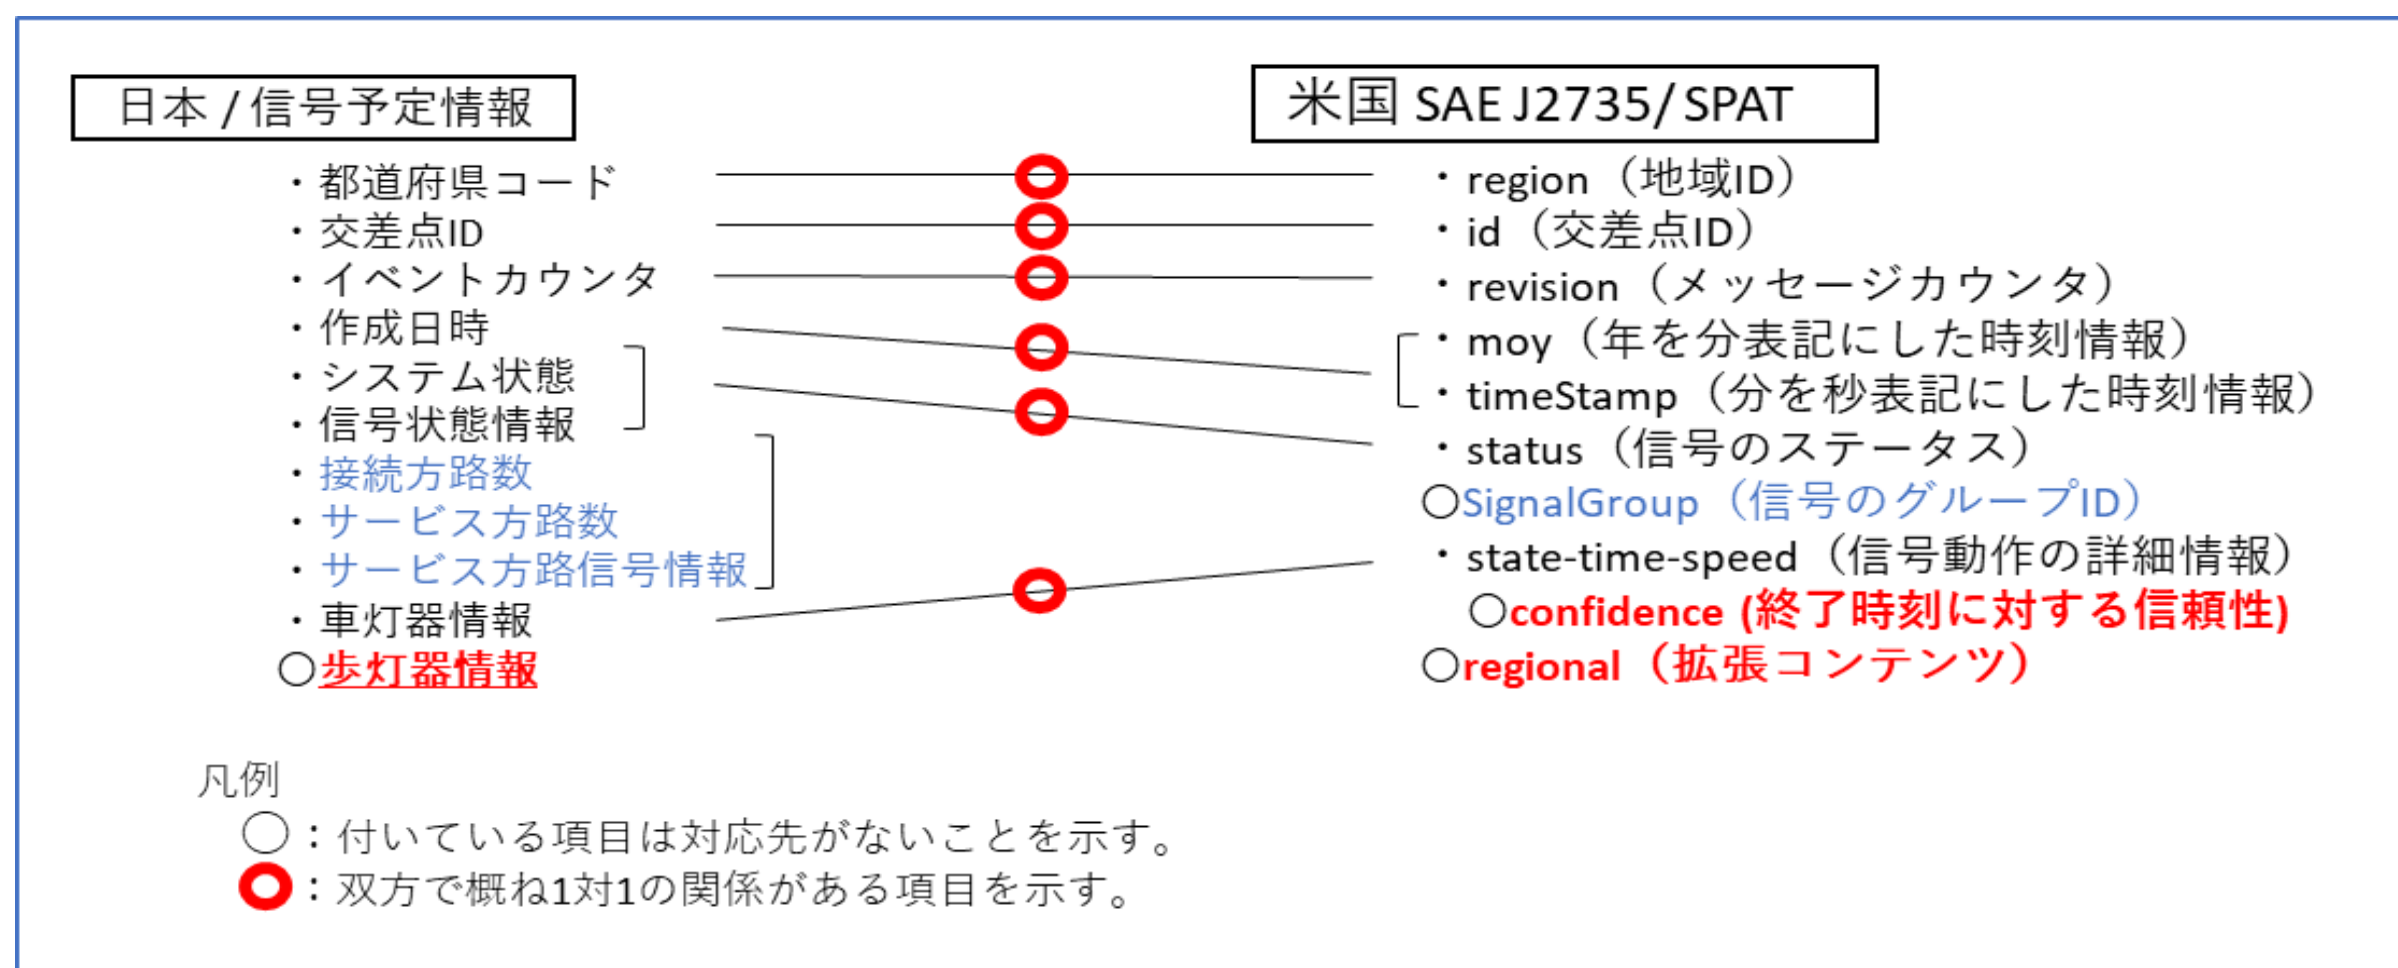 日本 / 信号予定情報
・都道府県コード
・交差点ID
・イベントカウンタ
・作成日時
・システム状態
・信号状態情報
・接続方路数
・サービス方路数
・サービス方路信号情報
・車灯器情報
○歩灯器情報
米国 SAE J2735/ SPAT
・region（地域ID）
・id（交差点ID）
・revision（メッセージカウンタ）
・moy（年を分表記にした時刻情報）
・timeStamp（分を秒表記にした時刻情報）
・status（信号のステータス）
○SignalGroup（信号のグループID）
・state-time-speed（信号動作の詳細情報）
○confidence (終了時刻に対する信頼性)
○regional（拡張コンテンツ）
凡例
○：付いている項目は対応先がないことを示す。
○：双方で概ね1対1の関係がある項目を示す。